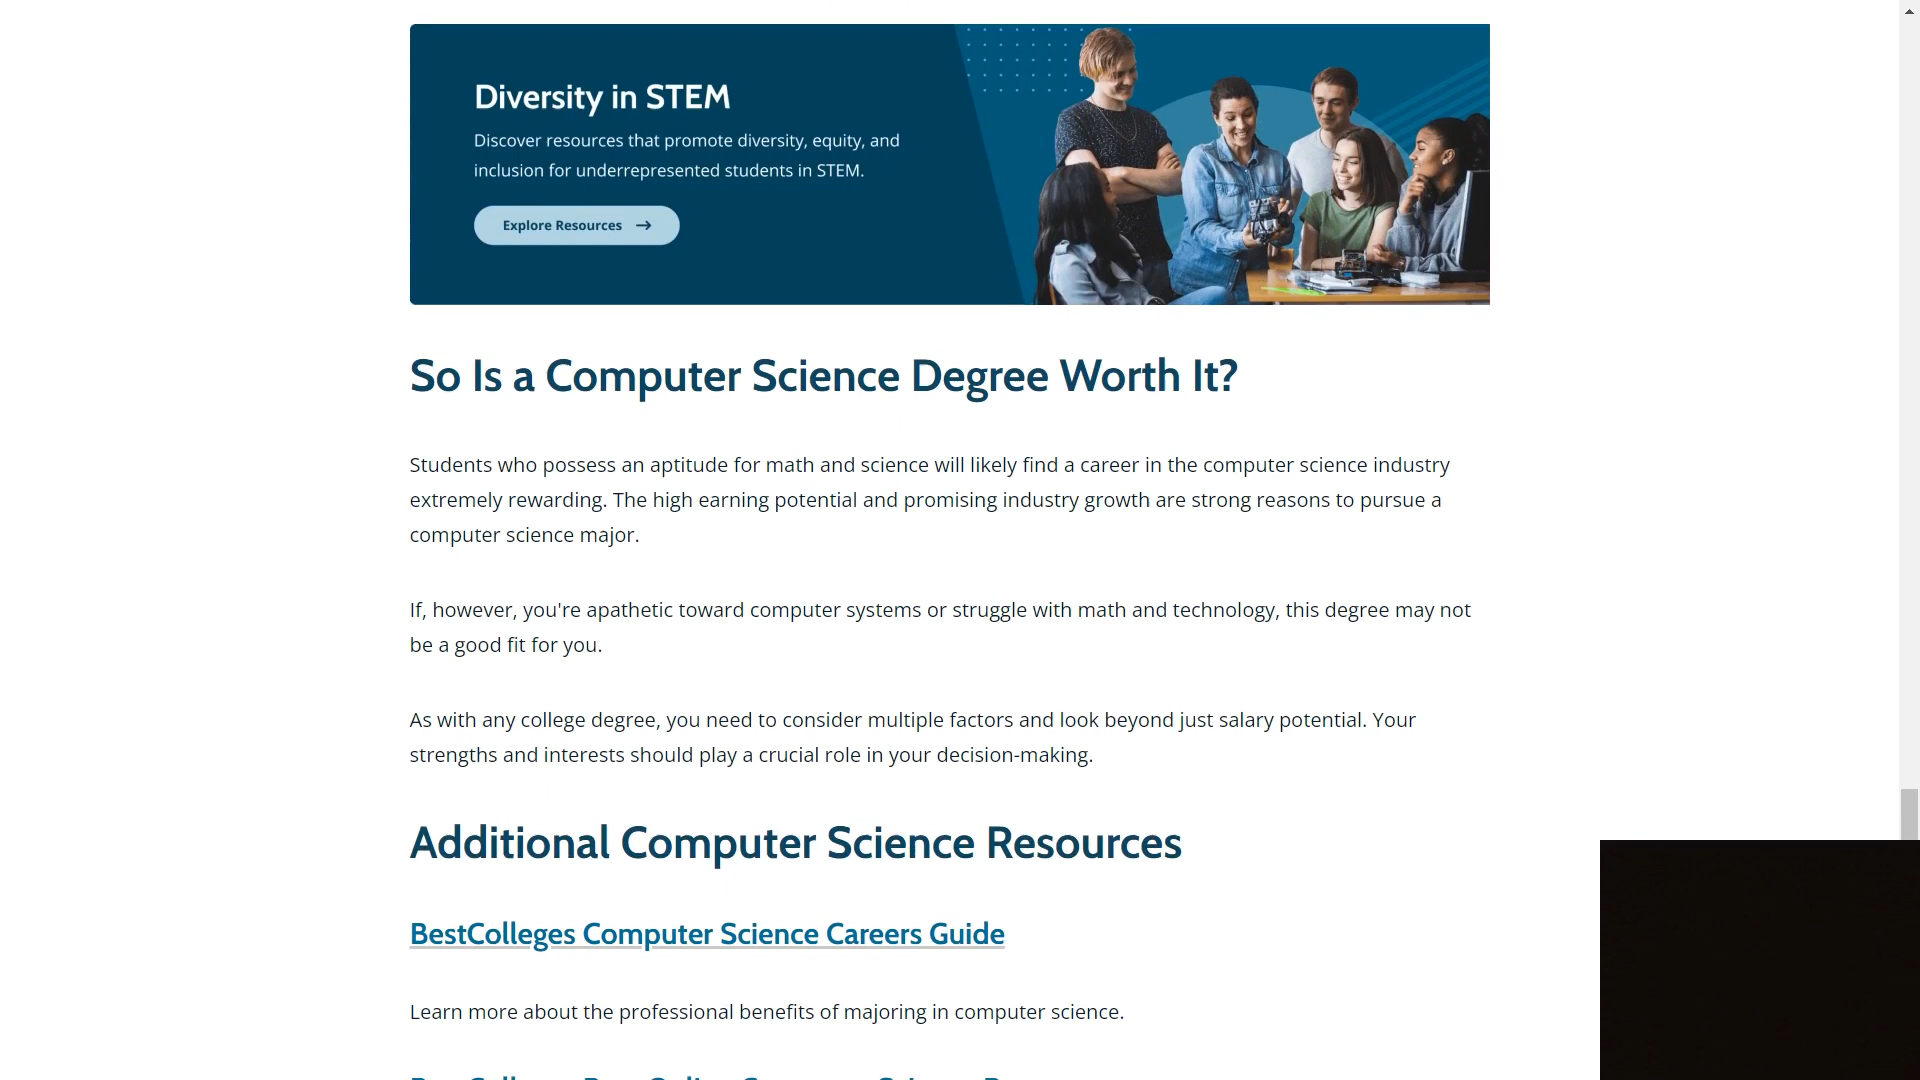 Diversity in STEM
Discover resources that promote diversity, equity, and
inclusion for underrepresented students in STEM.
Explore Resources →
So Is a Computer Science Degree Worth It?
Students who possess an aptitude for math and science will likely find a career in the computer science industry
extremely rewarding. The high earning potential and promising industry growth are strong reasons to pursue a
computer science major.
If, however, you're apathetic toward computer systems or struggle with math and technology, this degree may not
be a good fit for you.
As with any college degree, you need to consider multiple factors and look beyond just salary potential. Your
strengths and interests should play a crucial role in your decision-making.
Additional Computer Science Resources
BestColleges Computer Science Careers Guide
Learn more about the professional benefits of majoring in computer science.